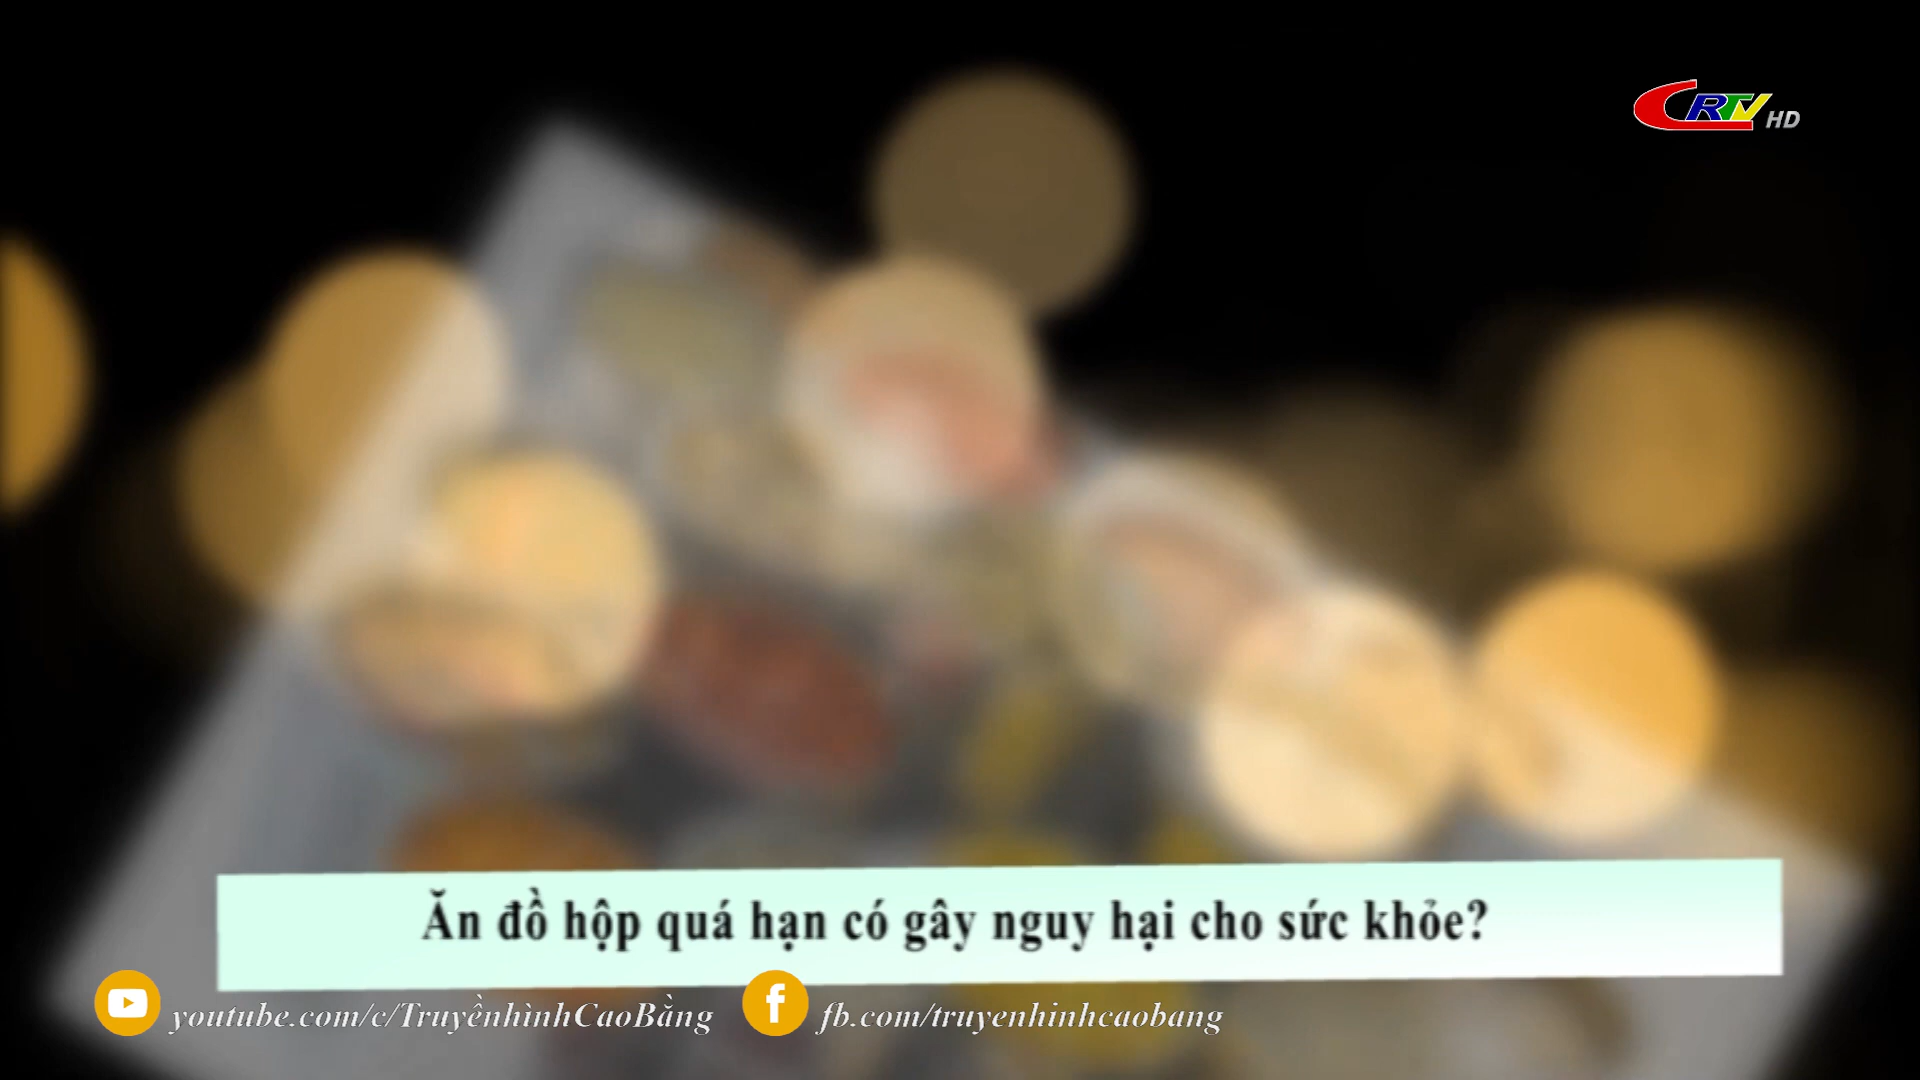 CRTV HD
Ăn đồ hộp quá hạn có gây nguy hại cho sức khỏe?
youtube.com/c/TruyềnhìnhCaoBằng
fb.com/truyenhinhcaobang